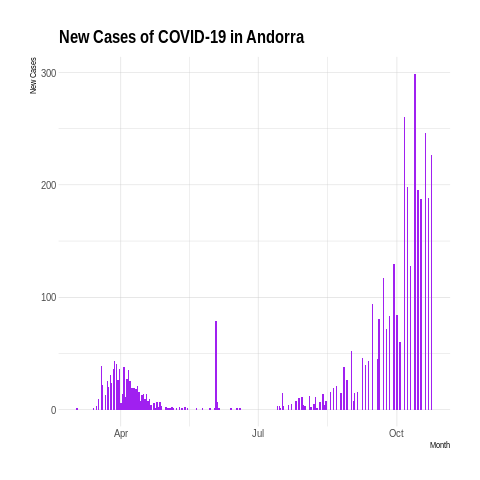 New Cases of COVID-19 in Andorra
New Cases
300
200
100
0
Apr
Jul
Oct
Month